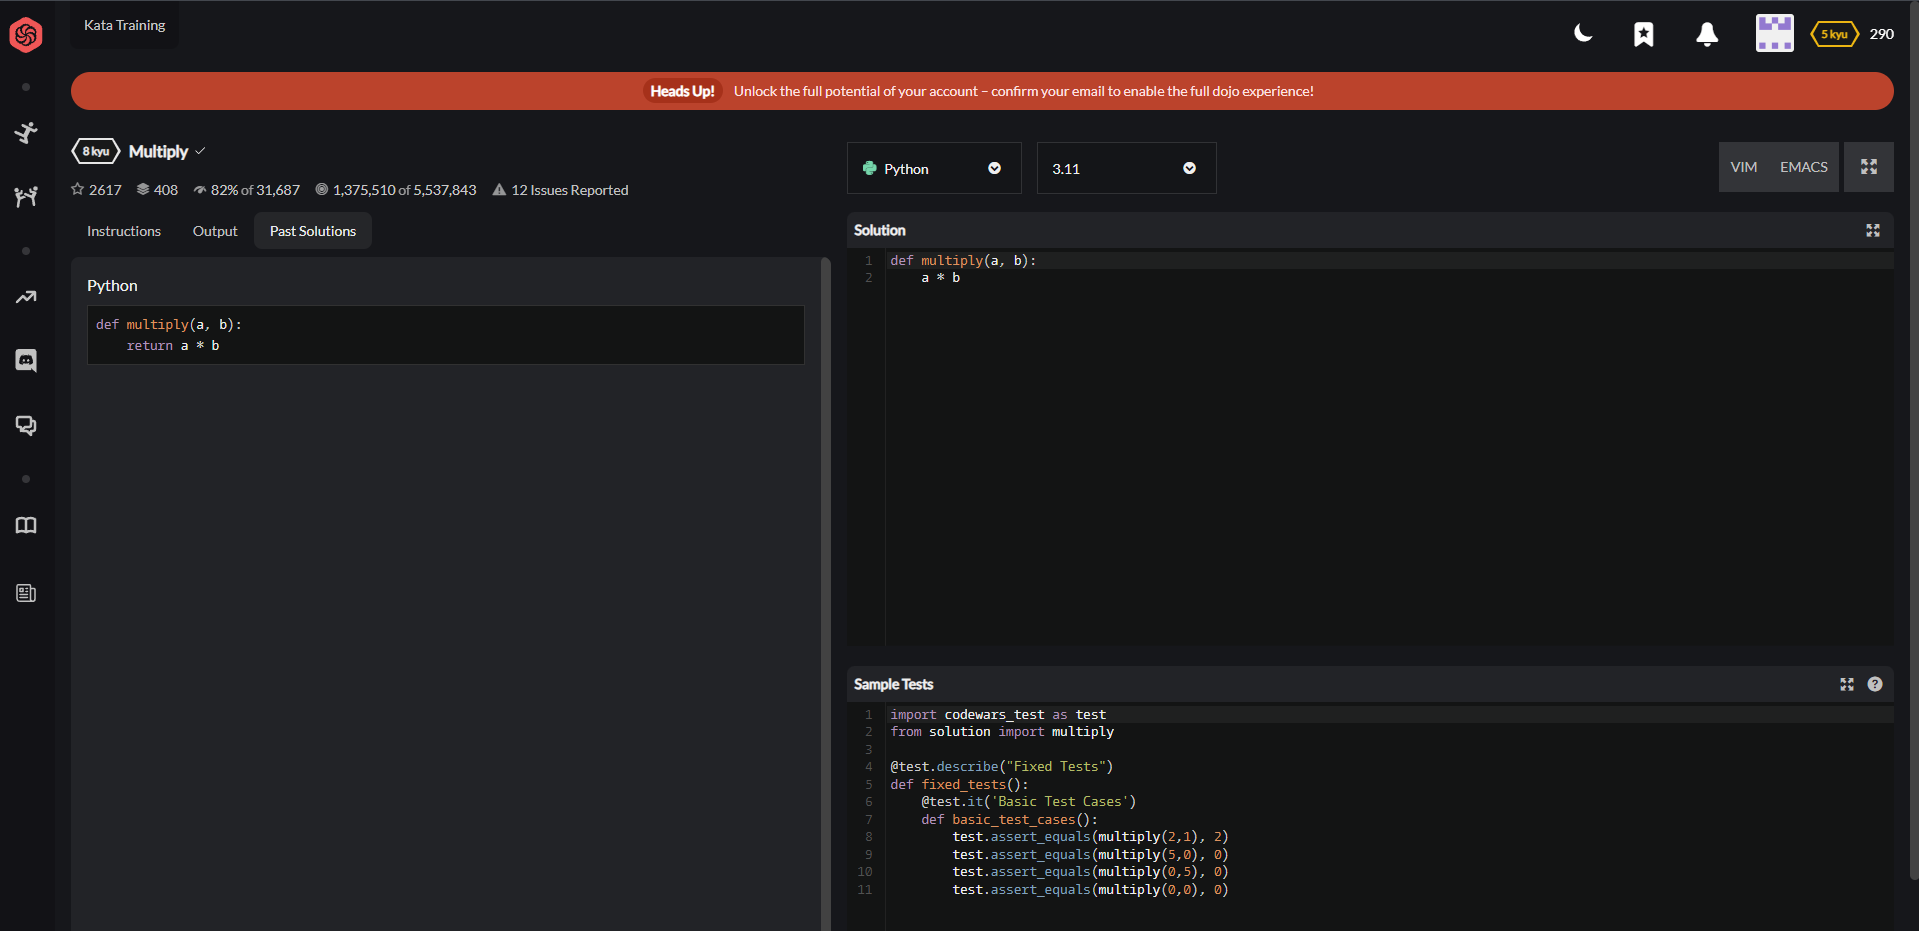 Kata Training
5 kyu 290
Heads Up! Unlock the full potential of your account – confirm your email to enable the full dojo experience!
8 kyu Multiply
2617 408 82% of 31,687 1,375,510 of 5,537,843 12 Issues Reported
Instructions Output Past Solutions
Python
def multiply(a, b):
    return a * b
Python 3.11 VIM EMACS
Solution
1 def multiply(a, b):
2     a * b
Sample Tests ?
1 import codewars_test as test
2 from solution import multiply
3
4 @test.describe("Fixed Tests")
5 def fixed_tests():
6     @test.it('Basic Test Cases')
7     def basic_test_cases():
8         test.assert_equals(multiply(2,1), 2)
9         test.assert_equals(multiply(5,0), 0)
10         test.assert_equals(multiply(0,5), 0)
11         test.assert_equals(multiply(0,0), 0)